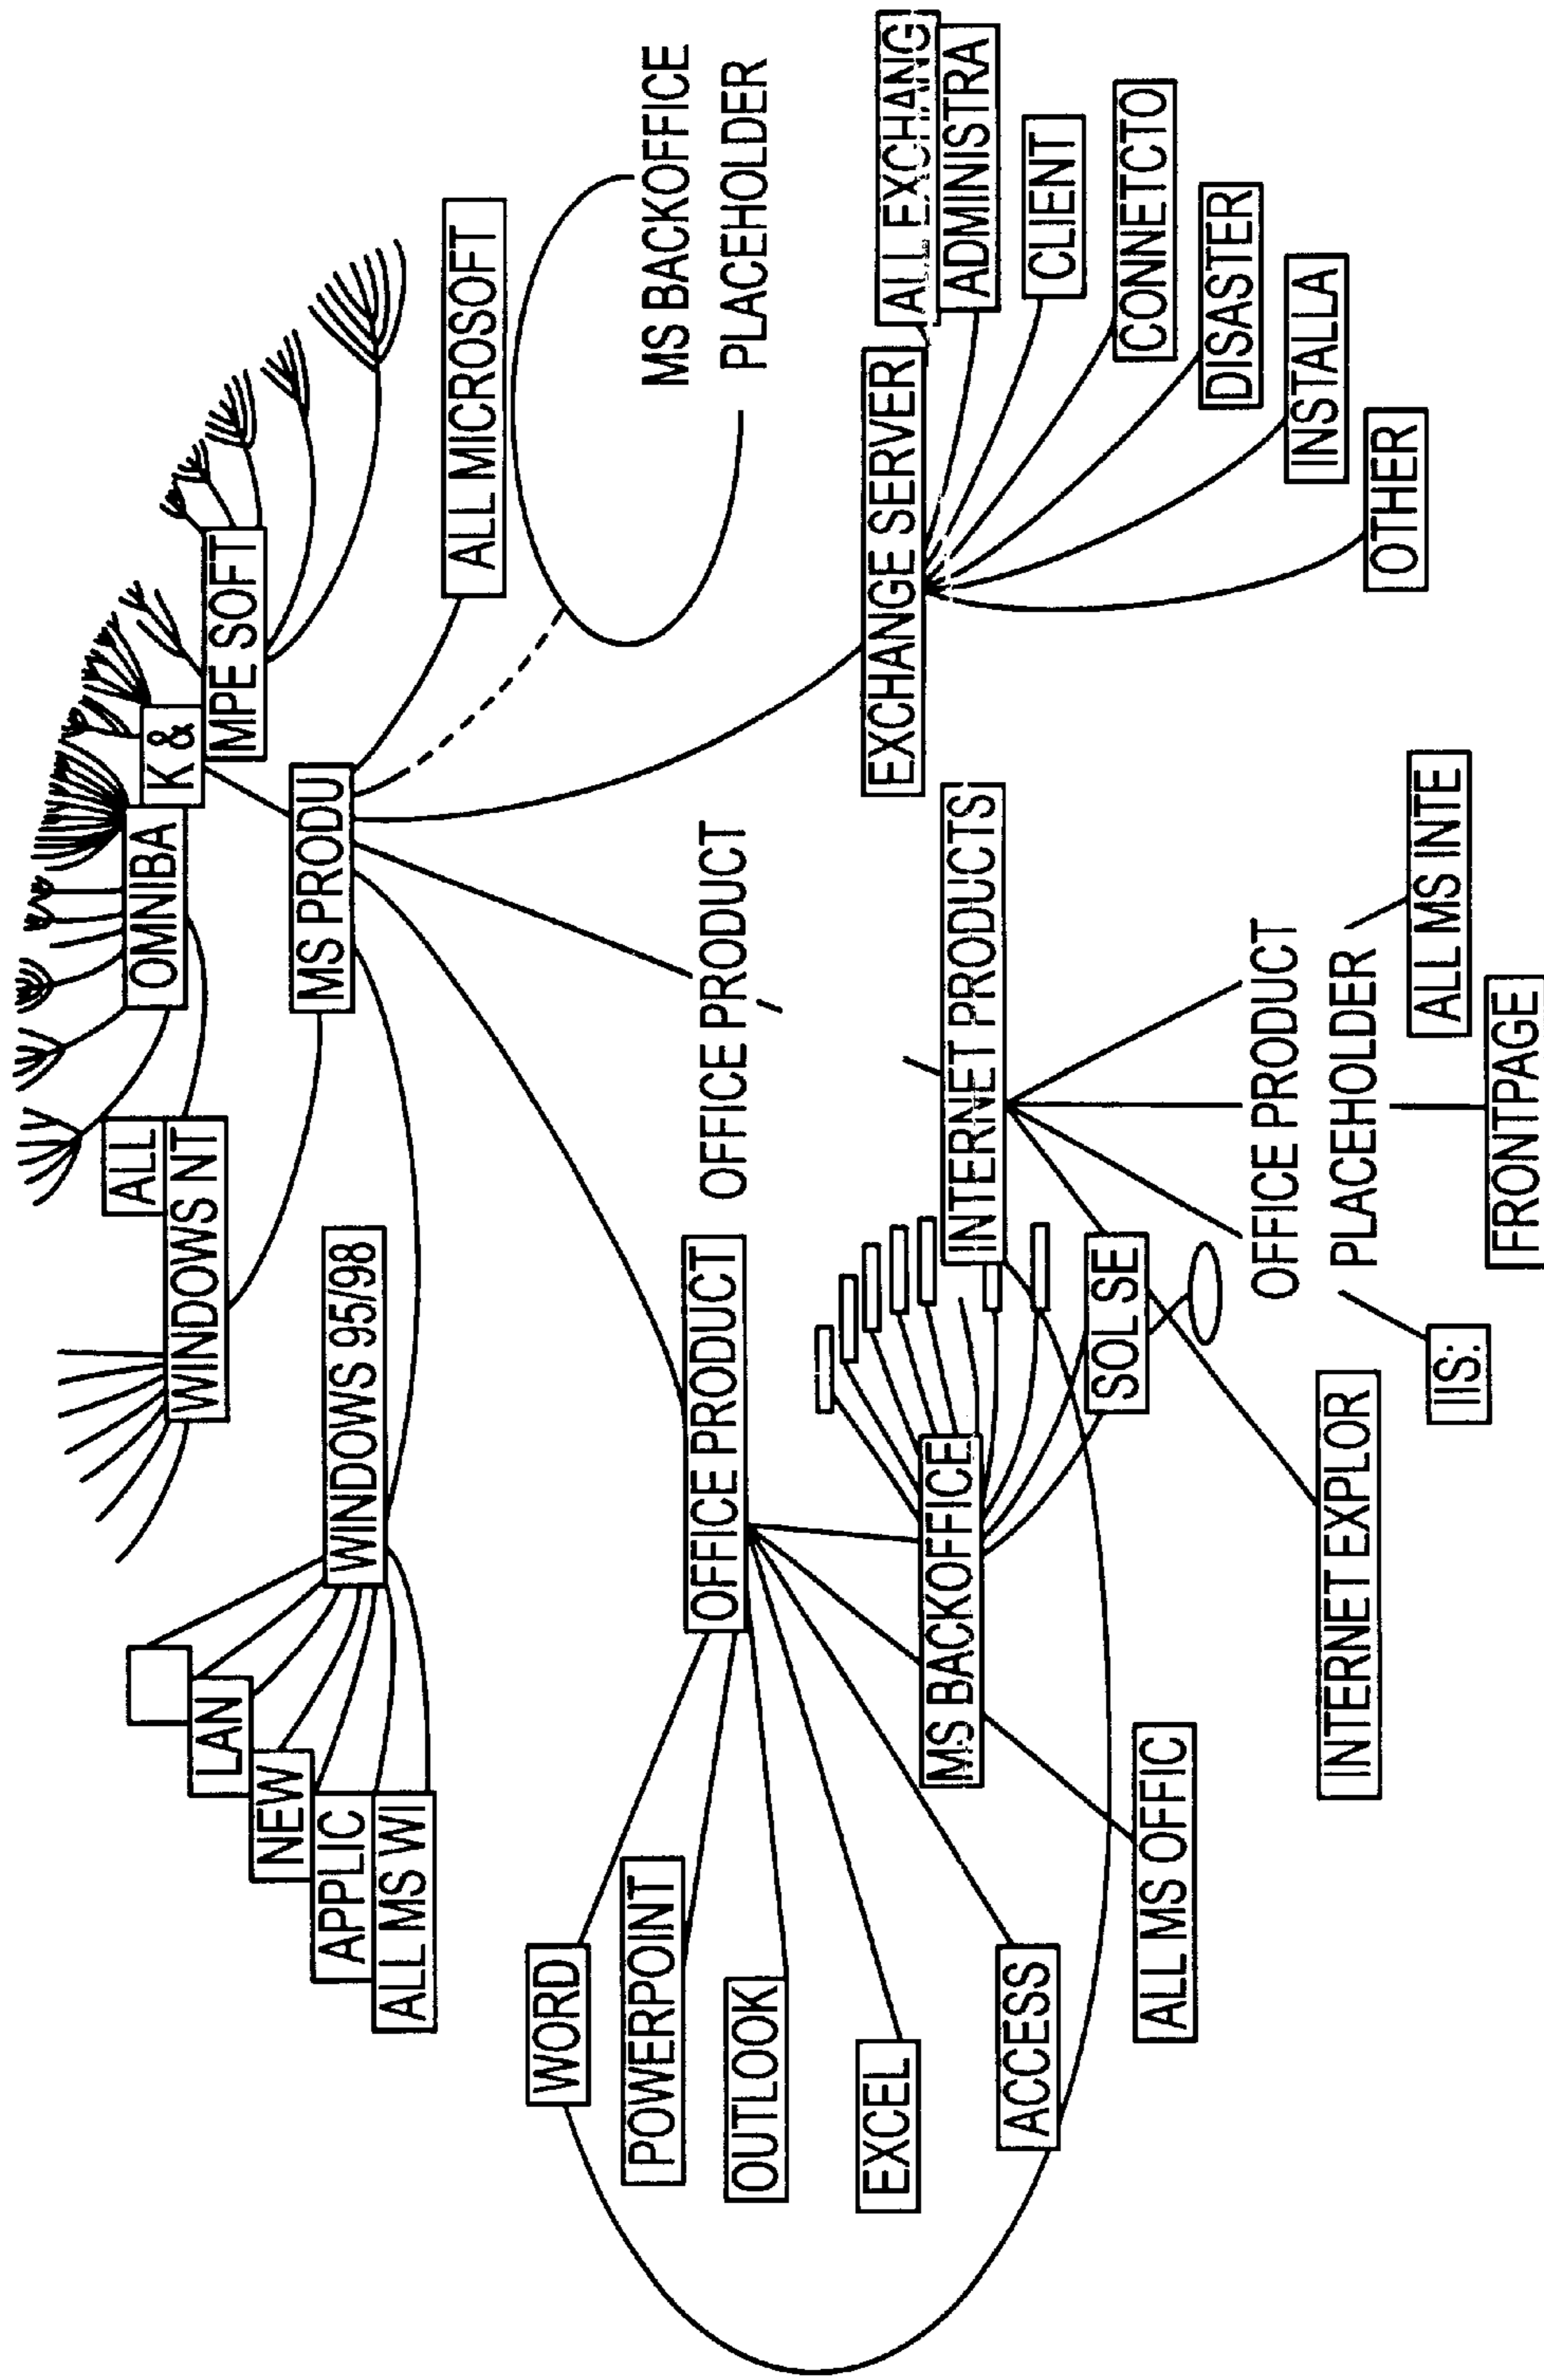 K &
OMNIBA
MPE SOFT
ALL
WINDOWS NT
MS PRODU
WINDOWS 95/98
LAN
NEW
APPLIC
ALL MS WI
ALL MICROSOFT
MS BACKOFFICE
PLACEHOLDER
WORD
POWERPOINT
OUTLOOK
EXCEL
ACCESS
OFFICE PRODUCT
OFFICE PRODUCT
MS BACKOFFICE
ALL MS OFFIC
EXCHANGE SERVER
ALL EXCHANG
ADMINISTRA
CLIENT
CONNETCTO
DISASTER
INSTALLA
OTHER
INTERNET PRODUCTS
SOLSE
OFFICE PRODUCT
PLACEHOLDER
INTERNET EXPLOR
IIS:
FRONTPAGE
ALL MS INTE